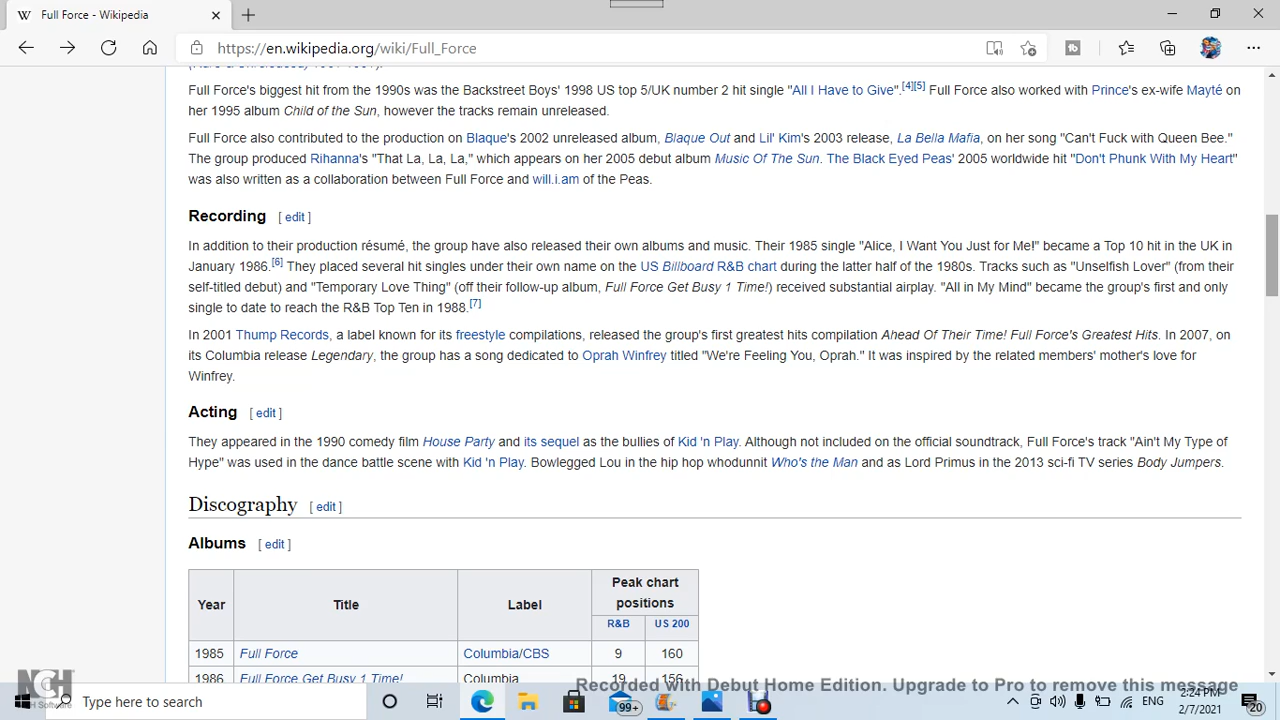 Full Force - Wikipedia
https://en.wikipedia.org/wiki/Full_Force
Full Force's biggest hit from the 1990s was the Backstreet Boys' 1998 US top 5/UK number 2 hit single "All I Have to Give".[4][5] Full Force also worked with Prince's ex-wife Mayté on
her 1995 album Child of the Sun, however the tracks remain unreleased.
Full Force also contributed to the production on Blaque's 2002 unreleased album, Blaque Out and Lil' Kim's 2003 release, La Bella Mafia, on her song "Can't Fuck with Queen Bee."
The group produced Rihanna's "That La, La, La," which appears on her 2005 debut album Music Of The Sun. The Black Eyed Peas' 2005 worldwide hit "Don't Phunk With My Heart"
was also written as a collaboration between Full Force and will.i.am of the Peas.
Recording [ edit ]
In addition to their production résumé, the group have also released their own albums and music. Their 1985 single "Alice, I Want You Just for Me!" became a Top 10 hit in the UK in
January 1986.[6] They placed several hit singles under their own name on the US Billboard R&B chart during the latter half of the 1980s. Tracks such as "Unselfish Lover" (from their
self-titled debut) and "Temporary Love Thing" (off their follow-up album, Full Force Get Busy 1 Time!) received substantial airplay. "All in My Mind" became the group's first and only
single to date to reach the R&B Top Ten in 1988.[7]
In 2001 Thump Records, a label known for its freestyle compilations, released the group's first greatest hits compilation Ahead Of Their Time! Full Force's Greatest Hits. In 2007, on
its Columbia release Legendary, the group has a song dedicated to Oprah Winfrey titled "We're Feeling You, Oprah." It was inspired by the related members' mother's love for
Winfrey.
Acting [ edit ]
They appeared in the 1990 comedy film House Party and its sequel as the bullies of Kid 'n Play. Although not included on the official soundtrack, Full Force's track "Ain't My Type of
Hype" was used in the dance battle scene with Kid 'n Play. Bowlegged Lou in the hip hop whodunnit Who's the Man and as Lord Primus in the 2013 sci-fi TV series Body Jumpers.
Discography [ edit ]
Albums [ edit ]
Year Title Label Peak chart positions
R&B US 200
1985 Full Force Columbia/CBS 9 160
1986 Full Force Get Busy 1 Time! Columbia 19 156
Recorded with Debut Home Edition. Upgrade to Pro to remove this message
NCH Software
Type here to search
99+
ENG
2:24 PM
2/7/2021
20